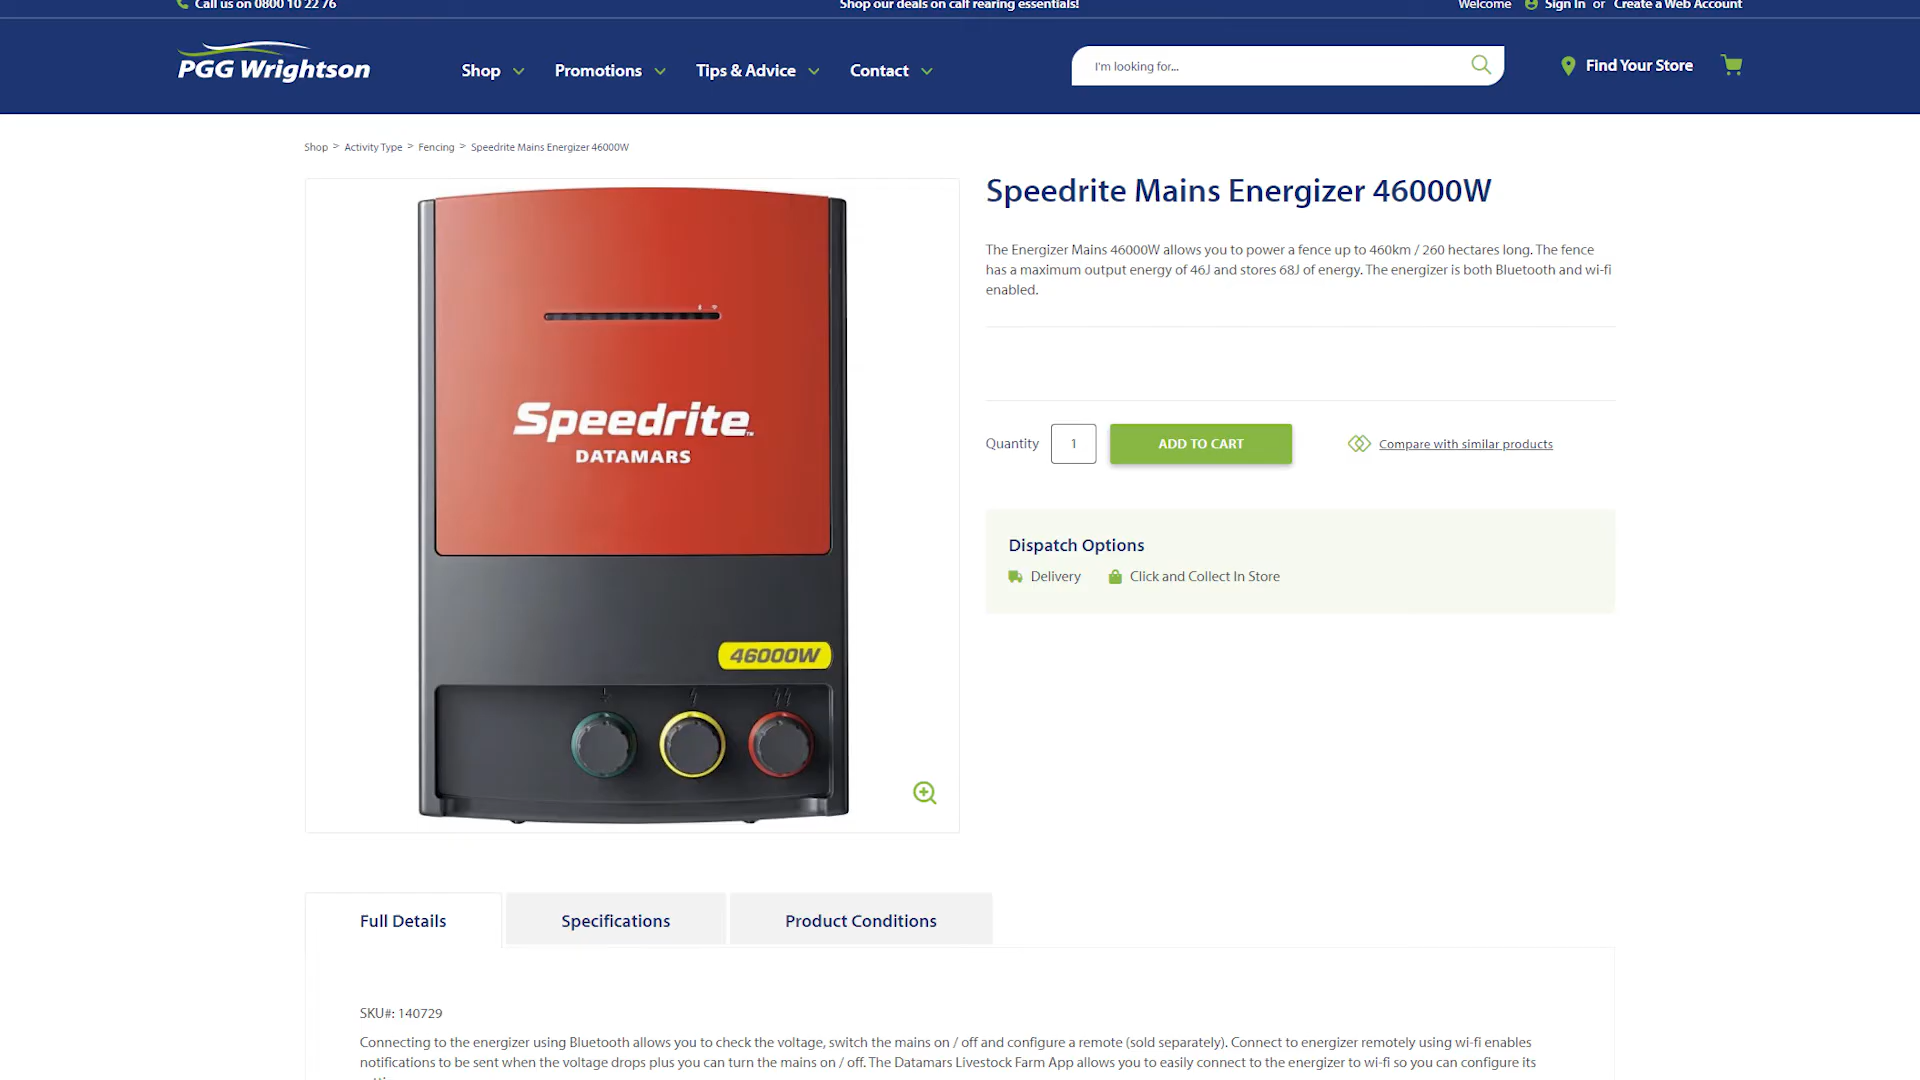 Call us on 0800 10 22 76
Shop our deals on calf rearing essentials!
Welcome Sign In or Create a Web Account
PGG Wrightson
Shop Promotions Tips & Advice Contact
I'm looking for...
Find Your Store
Shop > Activity Type > Fencing > Speedrite Mains Energizer 46000W
Speedrite Mains Energizer 46000W
The Energizer Mains 46000W allows you to power a fence up to 460km / 260 hectares long. The fence
has a maximum output energy of 46J and stores 68J of energy. The energizer is both Bluetooth and wi-fi
enabled.
Speedrite™
DATAMARS
46000W
Quantity 1 ADD TO CART Compare with similar products
Dispatch Options
Delivery Click and Collect In Store
Full Details Specifications Product Conditions
SKU#: 140729
Connecting to the energizer using Bluetooth allows you to check the voltage, switch the mains on / off and configure a remote (sold separately). Connect to energizer remotely using wi-fi enables
notifications to be sent when the voltage drops plus you can turn the mains on / off. The Datamars Livestock Farm App allows you to easily connect to the energizer to wi-fi so you can configure its